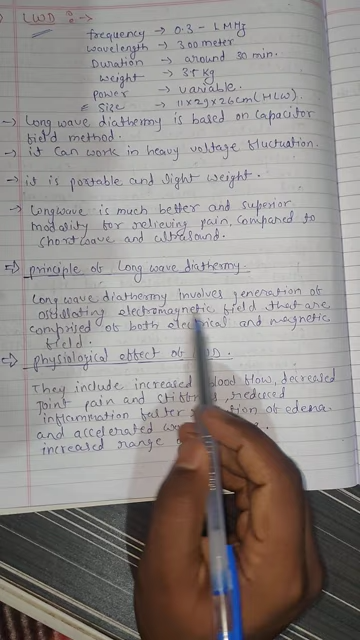 LWD :->
frequency → 0.3 - 1 MHz
wavelength → 300 meter
Duration → around 30 min.
weight → 35 Kg
Power → variable.
Size → 11x29x26cm (HLW).
→ Long wave diathermy is based on capacitor
field method.
→ it can work in heavy voltage fluctuation.
→ it is portable and light weight.
→ Longwave is much better and superior
modality for relieving pain, compared to
shortwave and ultrasound.
⇒ principle of Long wave diathermy
Long wave diathermy involves generation of
oscillating electromagnetic field that are
comprised of both electrical and magnetic
field.
⇒ physiological effect of
They include increased blood flow, decreased
Joint pain and reduced
inflammation faster of edema
and accelerated
increased range